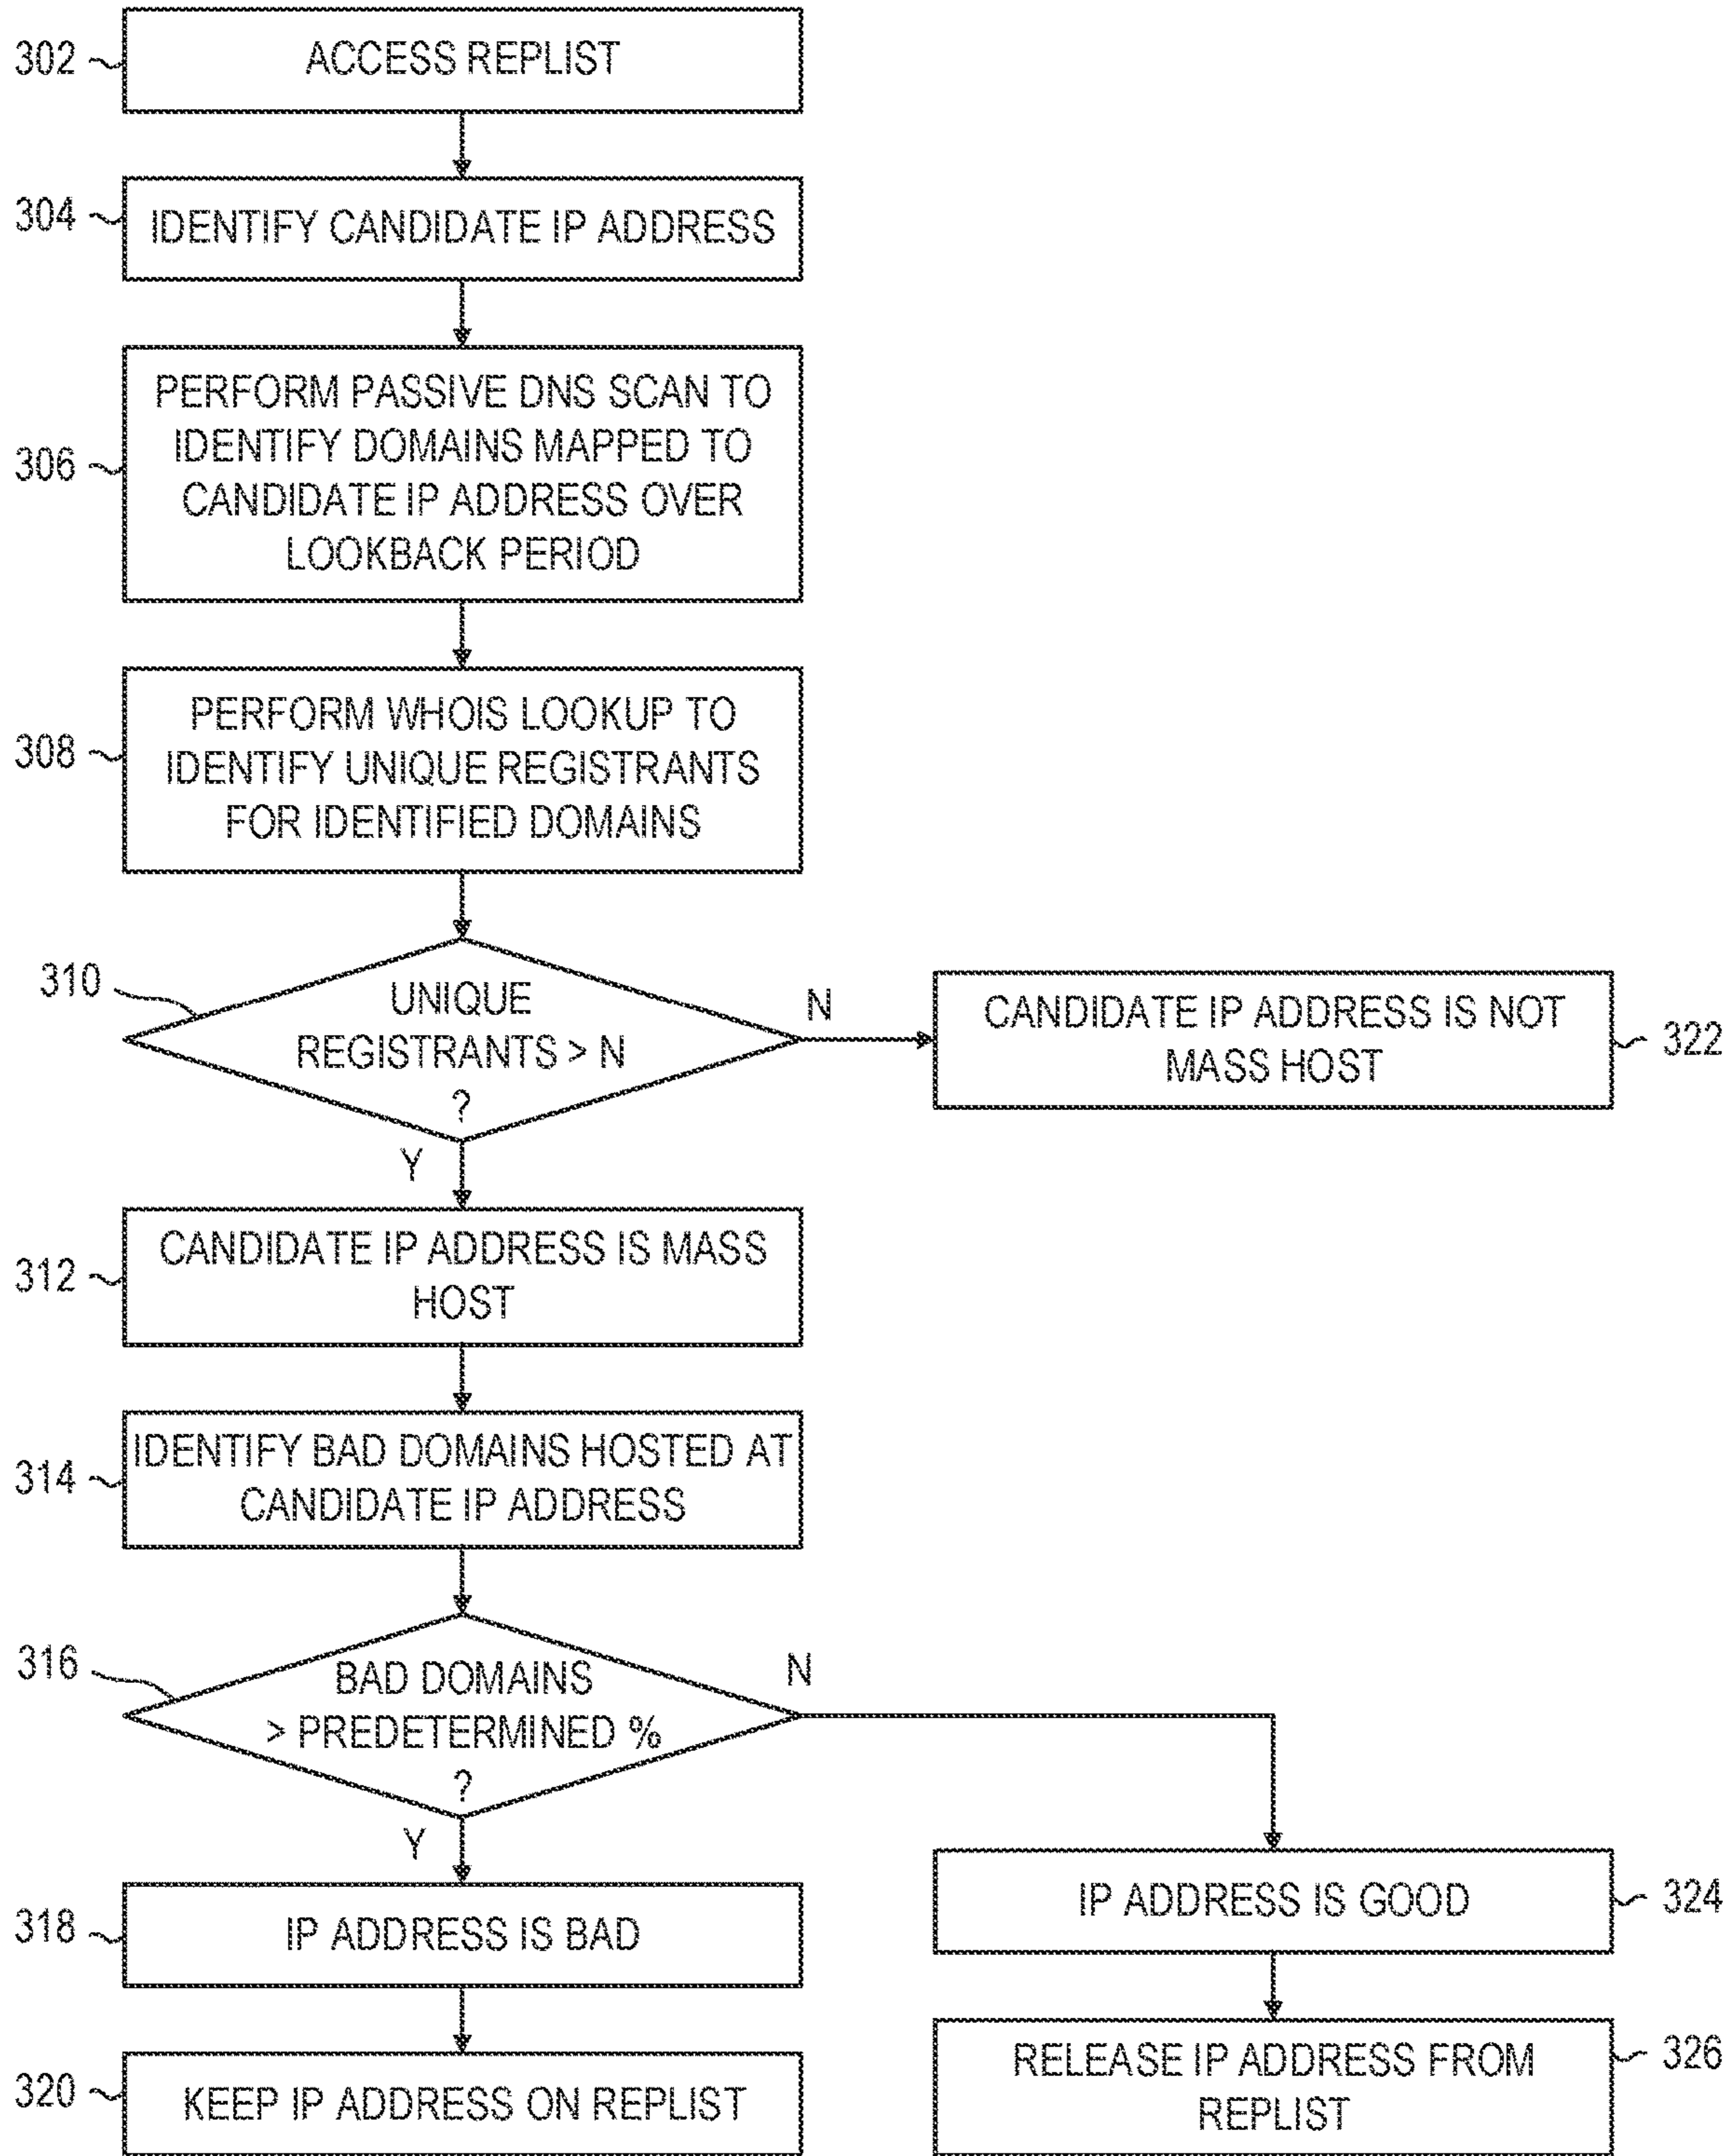 302
ACCESS REPLIST
304
IDENTIFY CANDIDATE IP ADDRESS
306
PERFORM PASSIVE DNS SCAN TO
IDENTIFY DOMAINS MAPPED TO
CANDIDATE IP ADDRESS OVER
LOOKBACK PERIOD
308
PERFORM WHOIS LOOKUP TO
IDENTIFY UNIQUE REGISTRANTS
FOR IDENTIFIED DOMAINS
310
UNIQUE
REGISTRANTS > N
?
N
CANDIDATE IP ADDRESS IS NOT
MASS HOST
322
Y
312
CANDIDATE IP ADDRESS IS MASS
HOST
314
IDENTIFY BAD DOMAINS HOSTED AT
CANDIDATE IP ADDRESS
316
BAD DOMAINS
> PREDETERMINED %
?
N
Y
318
IP ADDRESS IS BAD
IP ADDRESS IS GOOD
324
320
KEEP IP ADDRESS ON REPLIST
RELEASE IP ADDRESS FROM
REPLIST
326